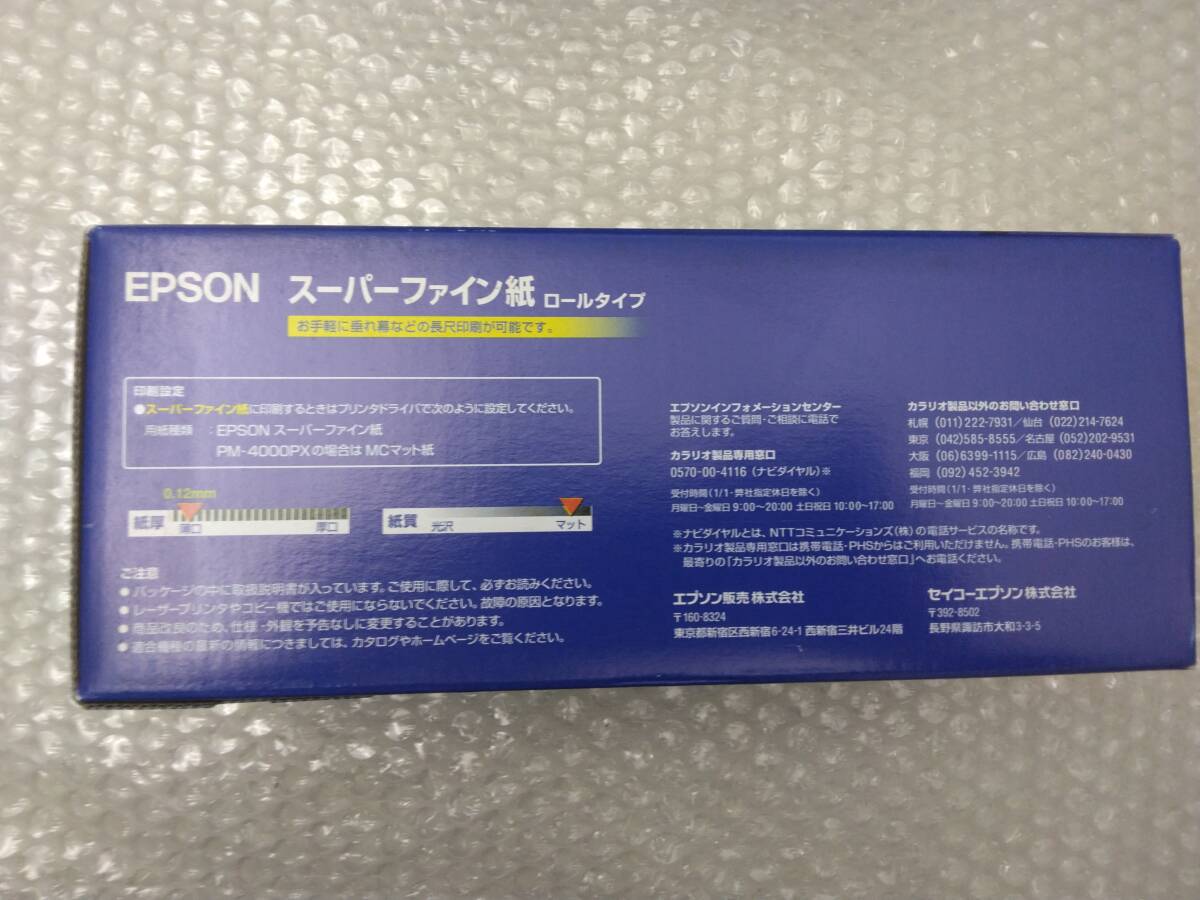 EPSON スーパーファイン紙 ロールタイプ
お手軽に垂れ幕などの長尺印刷が可能です。
印刷設定
●スーパーファイン紙に印刷するときはプリンタドライバで次のように設定してください。
用紙種類 : EPSON スーパーファイン紙
PM-4000PXの場合は MCマット紙
0.12mm
紙厚 薄口 厚口
紙質 光沢 マット
ご注意
● パッケージの中に取扱説明書が入っています。ご使用に際して、必ずお読みください。
● レーザープリンタやコピー機ではご使用にならないでください。故障の原因となります。
● 商品改良のため、仕様・外観を予告なしに変更することがあります。
● 適合機種の最新の情報につきましては、カタログやホームページをご覧ください。
エプソンインフォメーションセンター
製品に関するご質問・ご相談に電話で
お答えします。
カラリオ製品専用窓口
0570-00-4116（ナビダイヤル）※
受付時間（1/1・弊社指定休日を除く）
月曜日～金曜日 9:00～20:00 土日祝日 10:00～17:00
カラリオ製品以外のお問い合わせ窓口
札幌（011）222-7931／仙台（022）214-7624
東京（042）585-8555／名古屋（052）202-9531
大阪（06）6399-1115／広島（082）240-0430
福岡（092）452-3942
受付時間（1/1・弊社指定休日を除く）
月曜日～金曜日 9:00～20:00 土日祝日 10:00～17:00
※ナビダイヤルとは、NTTコミュニケーションズ（株）の電話サービスの名称です。
※カラリオ製品専用窓口は携帯電話・PHSからはご利用いただけません。携帯電話・PHSのお客様は、
最寄りの「カラリオ製品以外のお問い合わせ窓口」へお電話ください。
エプソン販売株式会社
〒160-8324
東京都新宿区西新宿6-24-1 西新宿三井ビル24階
セイコーエプソン株式会社
〒392-8502
長野県諏訪市大和3-3-5